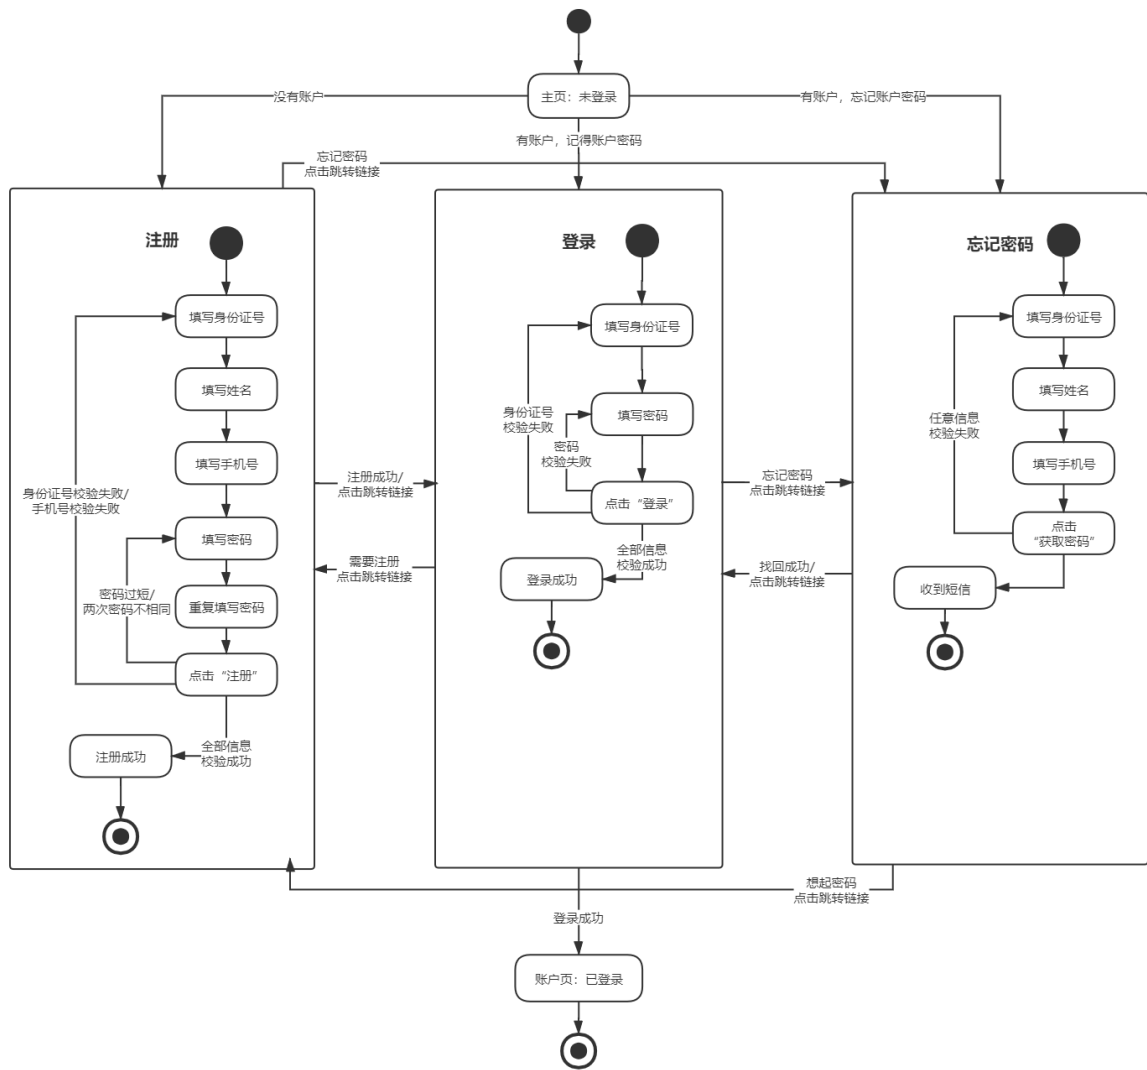 主页：未登录
没有账户
有账户，忘记账户密码
有账户，记得账户密码
忘记密码
点击跳转链接
注册
填写身份证号
填写姓名
填写手机号
身份证号校验失败/
手机号校验失败
填写密码
密码过短/
两次密码不相同
重复填写密码
点击“注册”
全部信息
校验成功
注册成功
注册成功/
点击跳转链接
需要注册
点击跳转链接
登录
填写身份证号
身份证号
校验失败
填写密码
密码
校验失败
点击“登录”
全部信息
校验成功
登录成功
忘记密码
点击跳转链接
找回成功/
点击跳转链接
忘记密码
填写身份证号
填写姓名
任意信息
校验失败
填写手机号
点击
“获取密码”
收到短信
想起密码
点击跳转链接
登录成功
账户页：已登录